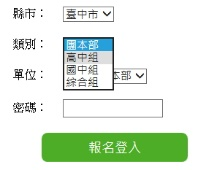 縣市： 臺中市
類別： 團本部
高中組
國中組
綜合組
單位： 本部
密碼：
報名登入